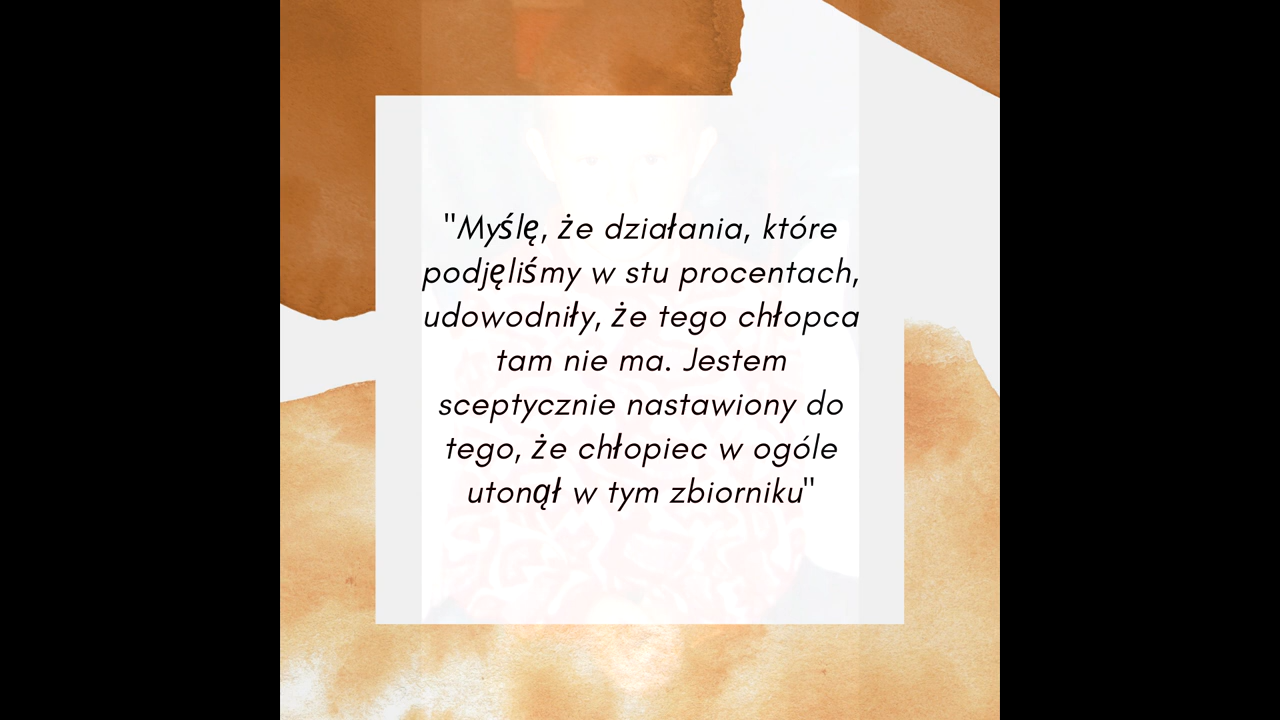 "Myślę, że działania, które
podjęliśmy w stu procentach,
udowodniły, że tego chłopca
tam nie ma. Jestem
sceptycznie nastawiony do
tego, że chłopiec w ogóle
utonął w tym zbiorniku"